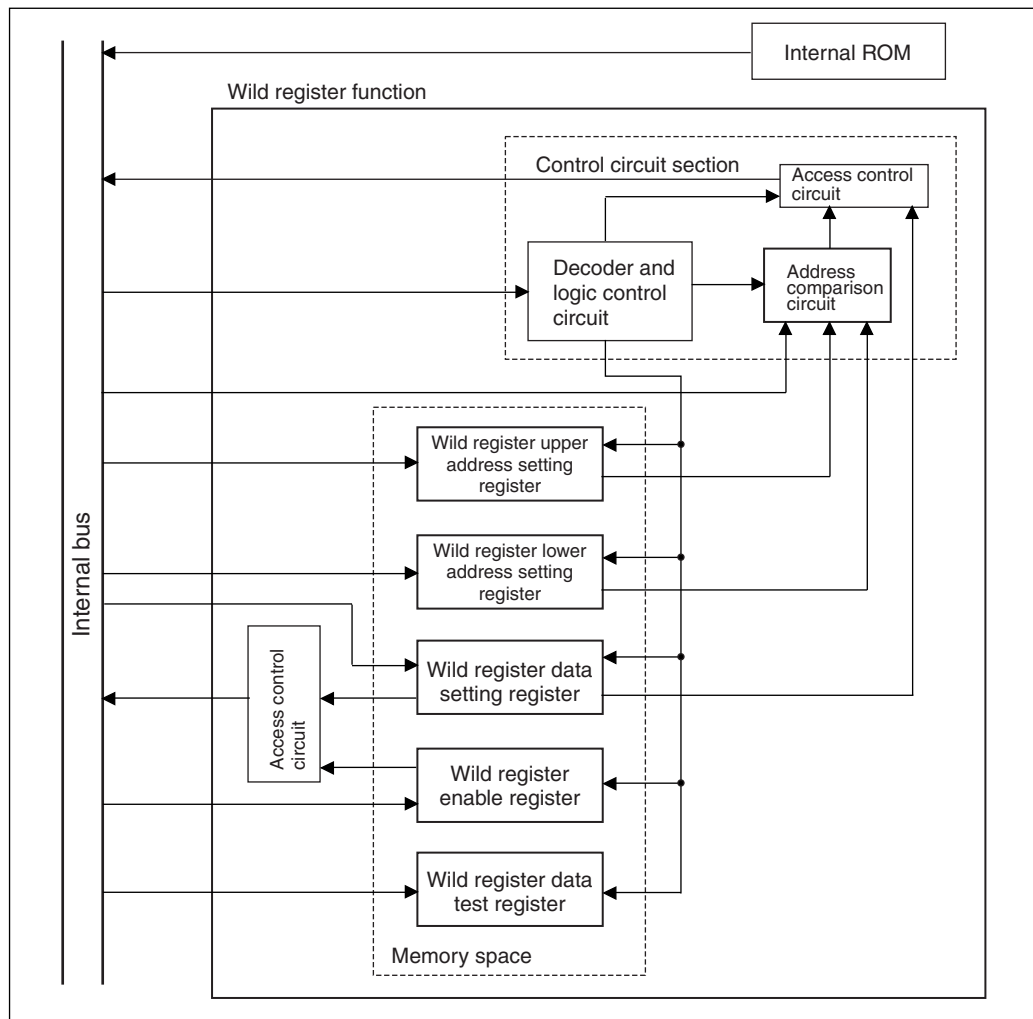 Internal ROM
Wild register function
Control circuit section
Access control
circuit
Decoder and
logic control
circuit
Address
comparison
circuit
Wild register upper
address setting
register
Wild register lower
address setting
register
Internal bus
Access control
circuit
Wild register data
setting register
Wild register
enable register
Wild register data
test register
Memory space